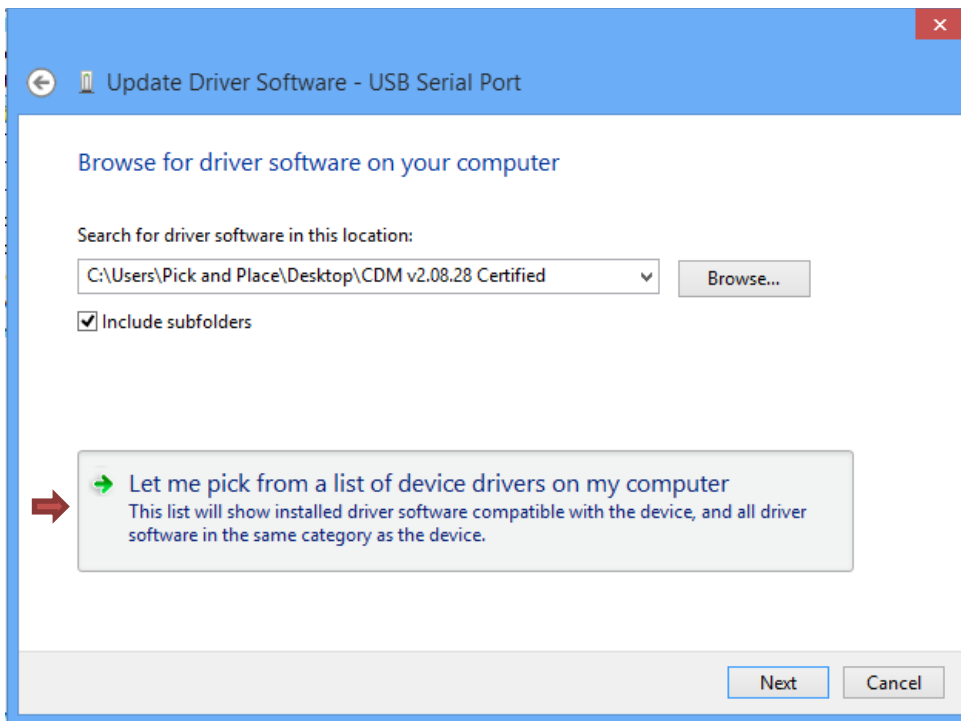 Update Driver Software - USB Serial Port
Browse for driver software on your computer
Search for driver software in this location:
C:\Users\Pick and Place\Desktop\CDM v2.08.28 Certified
Browse...
Include subfolders
Let me pick from a list of device drivers on my computer
This list will show installed driver software compatible with the device, and all driver
software in the same category as the device.
Next
Cancel